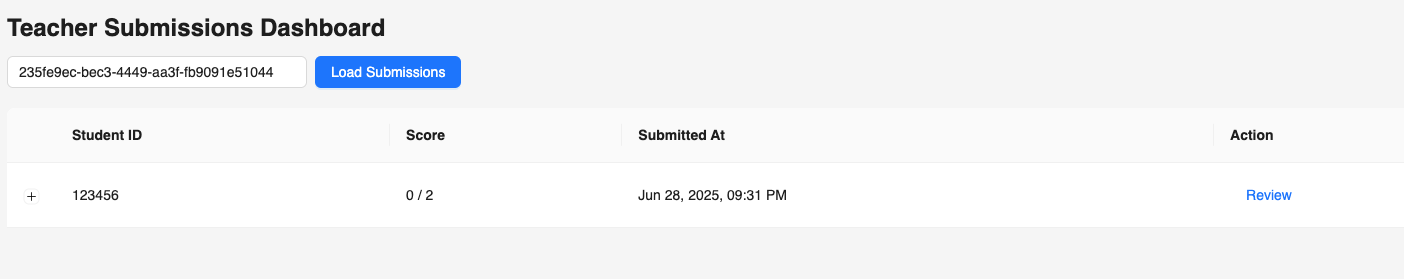 Teacher Submissions Dashboard
235fe9ec-bec3-4449-aa3f-fb9091e51044 Load Submissions
Student ID Score Submitted At Action
+ 123456 0 / 2 Jun 28, 2025, 09:31 PM Review